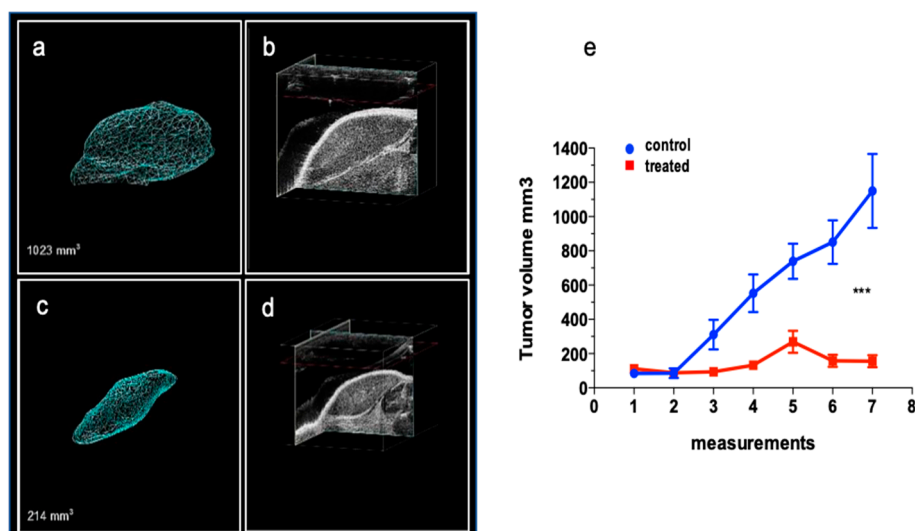 a
b
1023 mm³
c
d
214 mm³
e
control
treated
1400
1200
1000
800
600
400
200
0
Tumor volume mm3
***
0 1 2 3 4 5 6 7 8
measurements